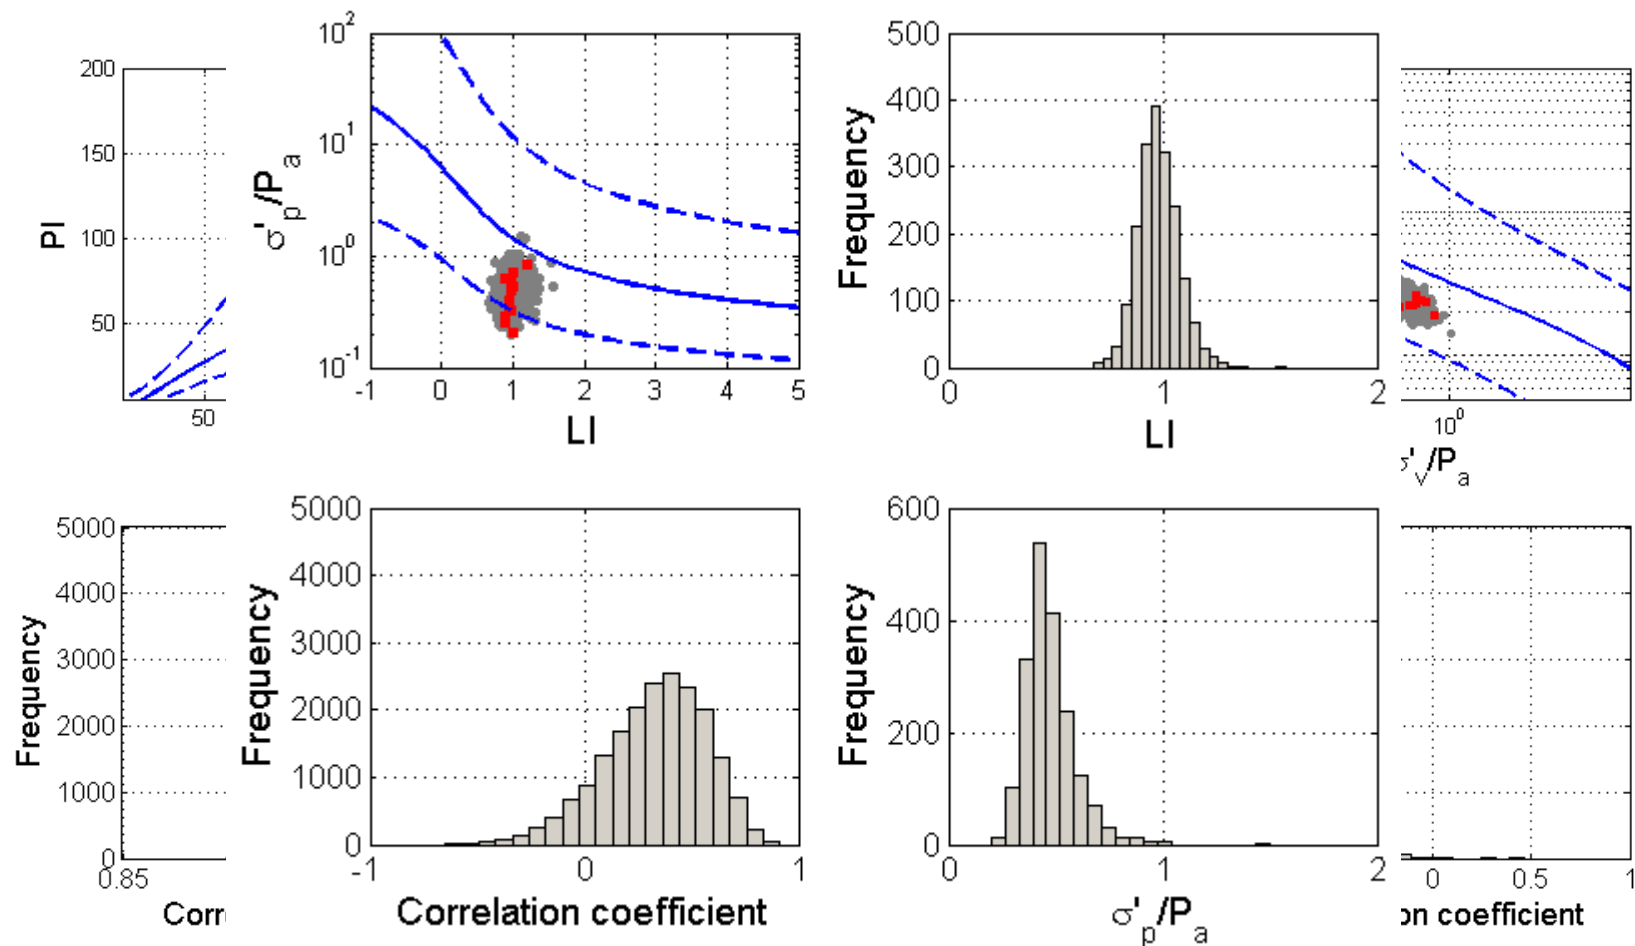 200
150
100
50
PI
50
10^2
10^1
10^0
10^-1
σ'p/Pa
-1 0 1 2 3 4 5
LI
500
400
300
200
100
0
Frequency
0 1 2
LI
10^0
σ'v/Pa
5000
4000
3000
2000
1000
0
Frequency
0.85
Corr
5000
4000
3000
2000
1000
0
Frequency
-1 0 1
Correlation coefficient
600
400
200
0
Frequency
0 1 2
σ'p/Pa
0 0.5 1
on coefficient